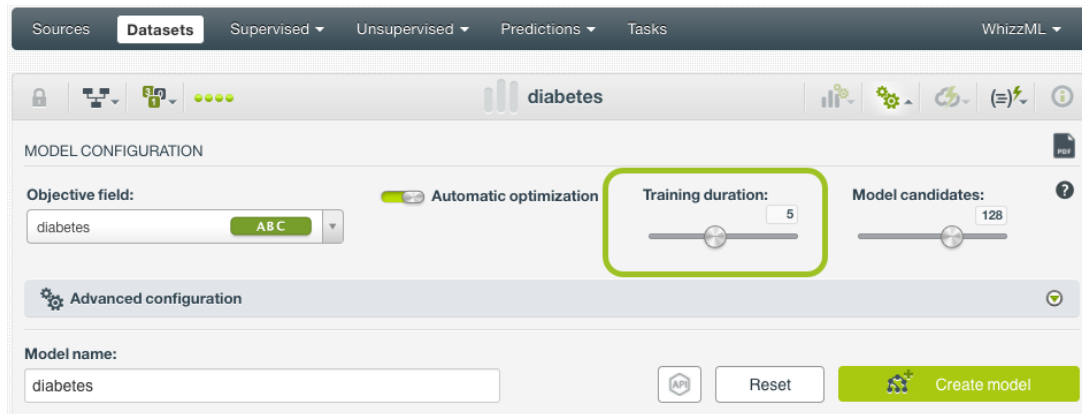 Sources Datasets Supervised Unsupervised Predictions Tasks WhizzML
diabetes
MODEL CONFIGURATION
PDF
Objective field:
diabetes ABC
Automatic optimization
Training duration:
5
Model candidates:
128
?
Advanced configuration
Model name:
diabetes
API
Reset
Create model